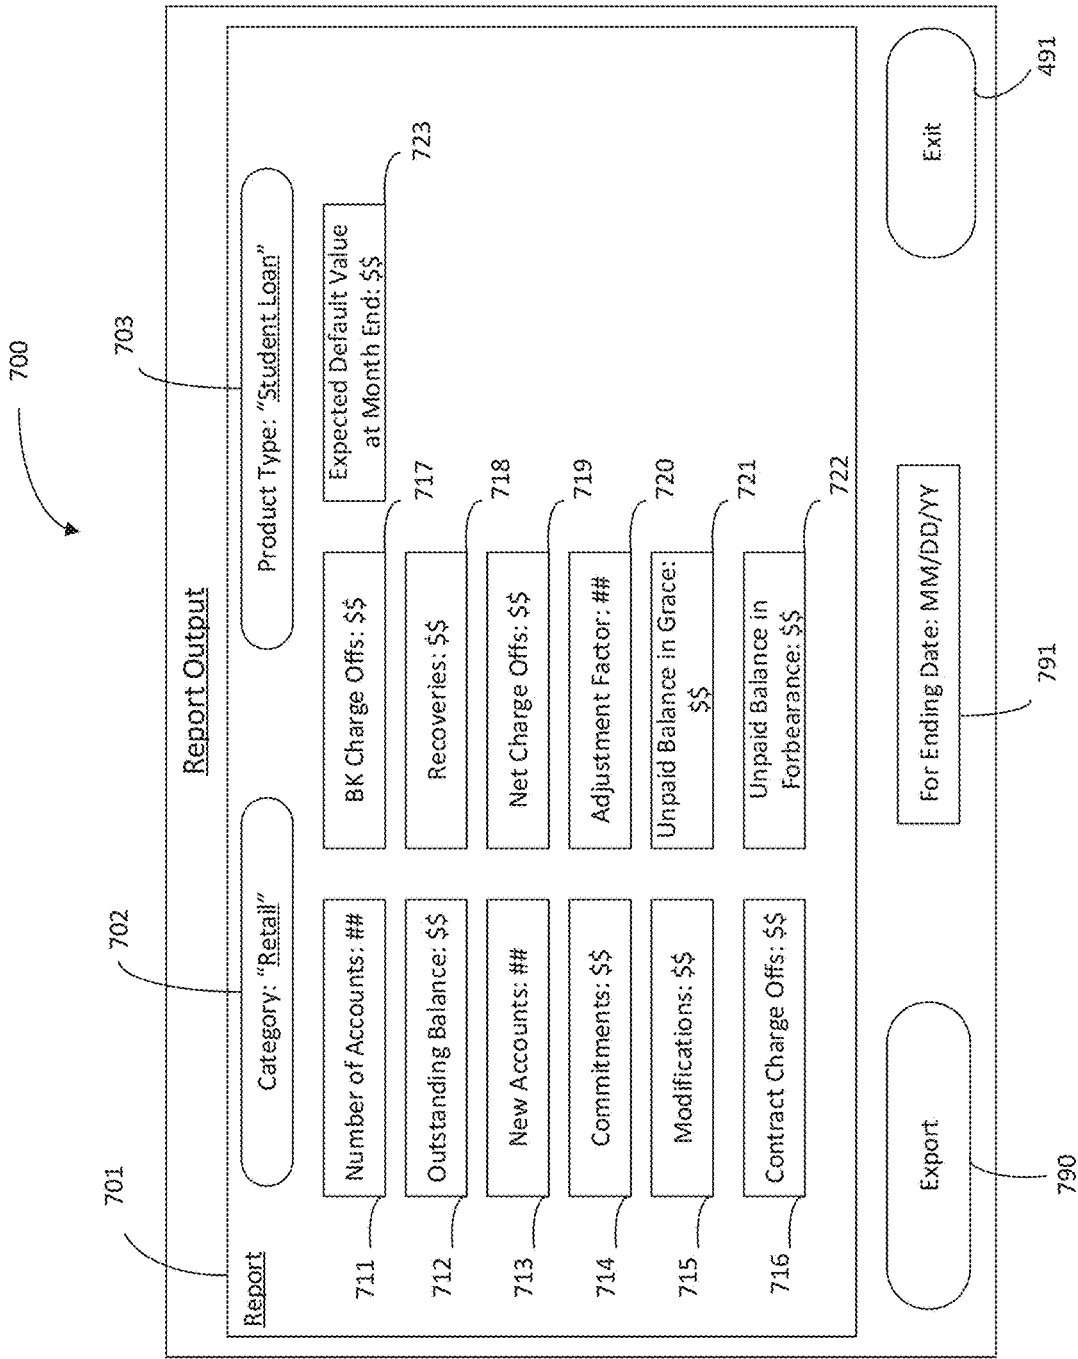 700
Report Output
701
702
703
Report
Category: “Retail”
Product Type: “Student Loan”
711
Number of Accounts: ##
BK Charge Offs: $$
717
Expected Default Value
at Month End: $$
723
712
Outstanding Balance: $$
Recoveries: $$
718
713
New Accounts: ##
Net Charge Offs: $$
719
714
Commitments: $$
Adjustment Factor: ##
720
715
Modifications: $$
Unpaid Balance in Grace:
$$
721
716
Contract Charge Offs: $$
Unpaid Balance in
Forbearance: $$
722
Export
For Ending Date: MM/DD/YY
Exit
790
791
491